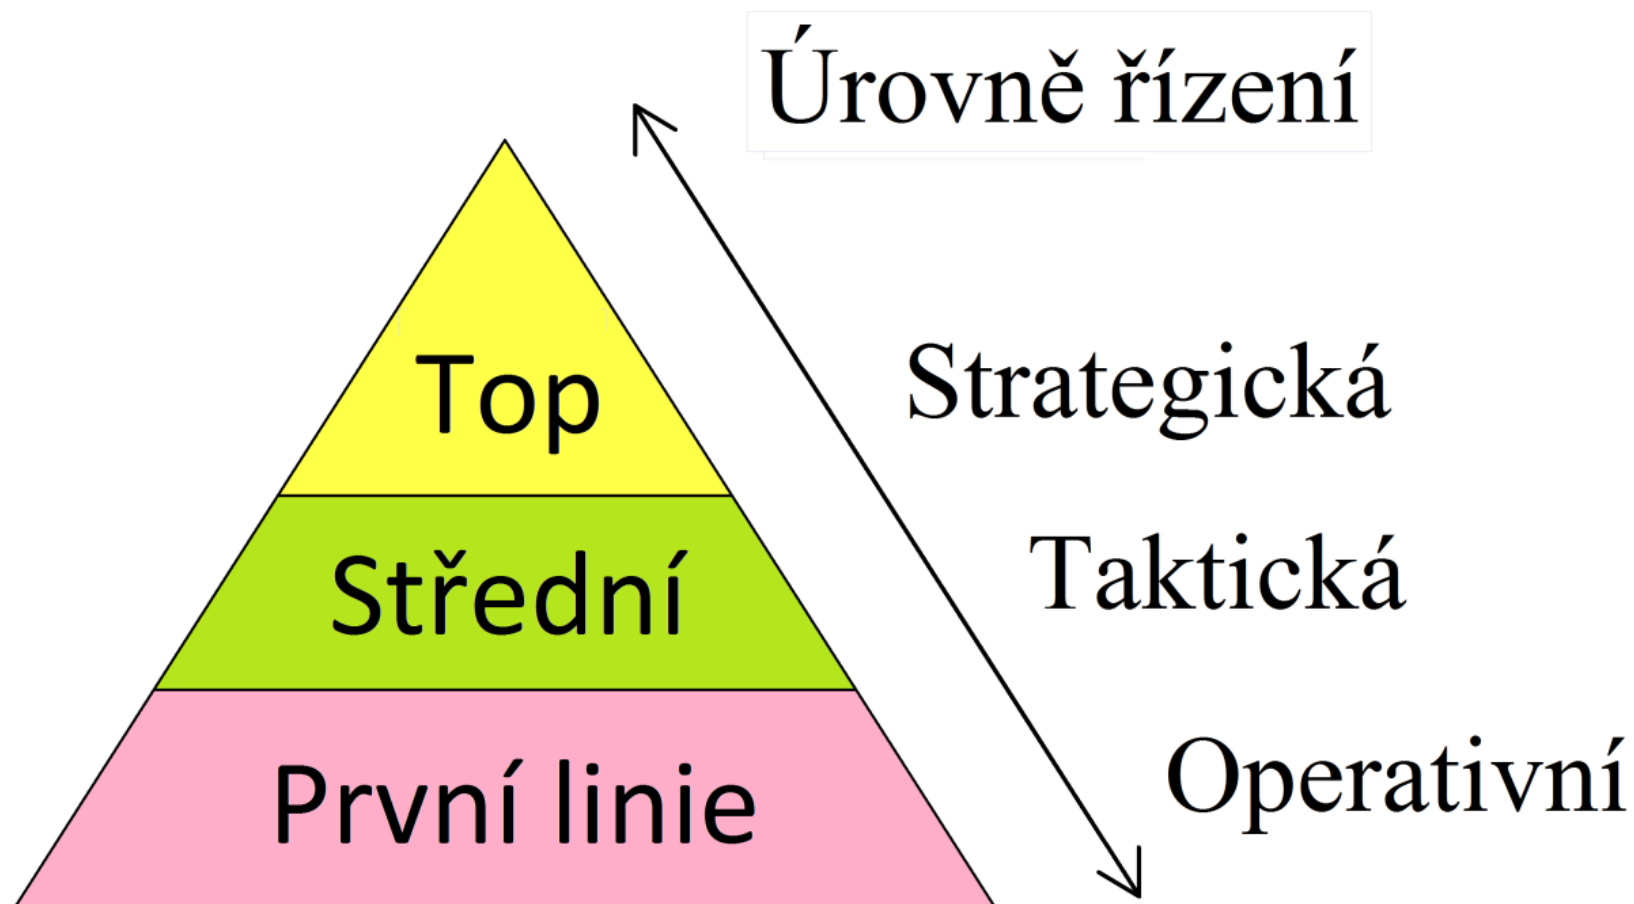 Úrovně řízení
Top
Strategická
Střední
Taktická
První linie
Operativní